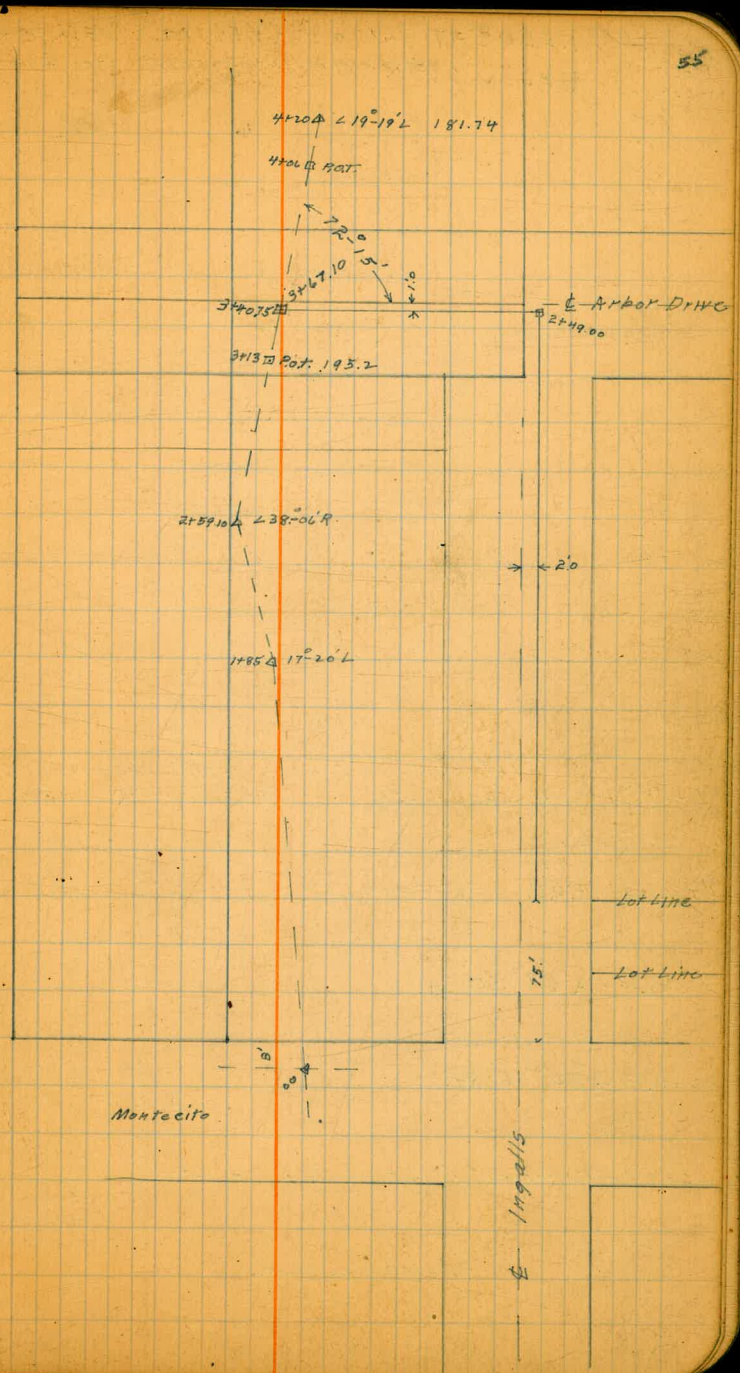 55
4+20 ∠19°-19'L 181.74
4+06 P.O.T.
72°-15'
3+67.10
1.0
3+40.75
℄ Arbor Drive
2+49.00
3+13 P.o.t. 195.2
2+59.10 ∠38°-06'R
2.0
1+85 17°-20'L
Lot Line
75'
Lot Line
8'
Montecito
℄ Ingalls